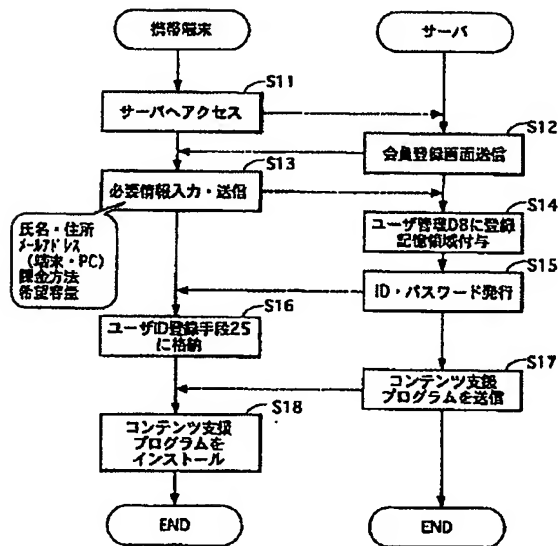 携帯端末
サーバ
S11
サーバへアクセス
S12
会員登録画面送信
S13
必要情報入力・送信
氏名・住所
メールアドレス
(端末・PC)
課金方法
希望容量
S14
ユーザ管理DBに登録
記憶領域付与
S15
ID・パスワード発行
S16
ユーザID登録手段25
に格納
S17
コンテンツ支援
プログラムを送信
S18
コンテンツ支援
プログラムを
インストール
END
END